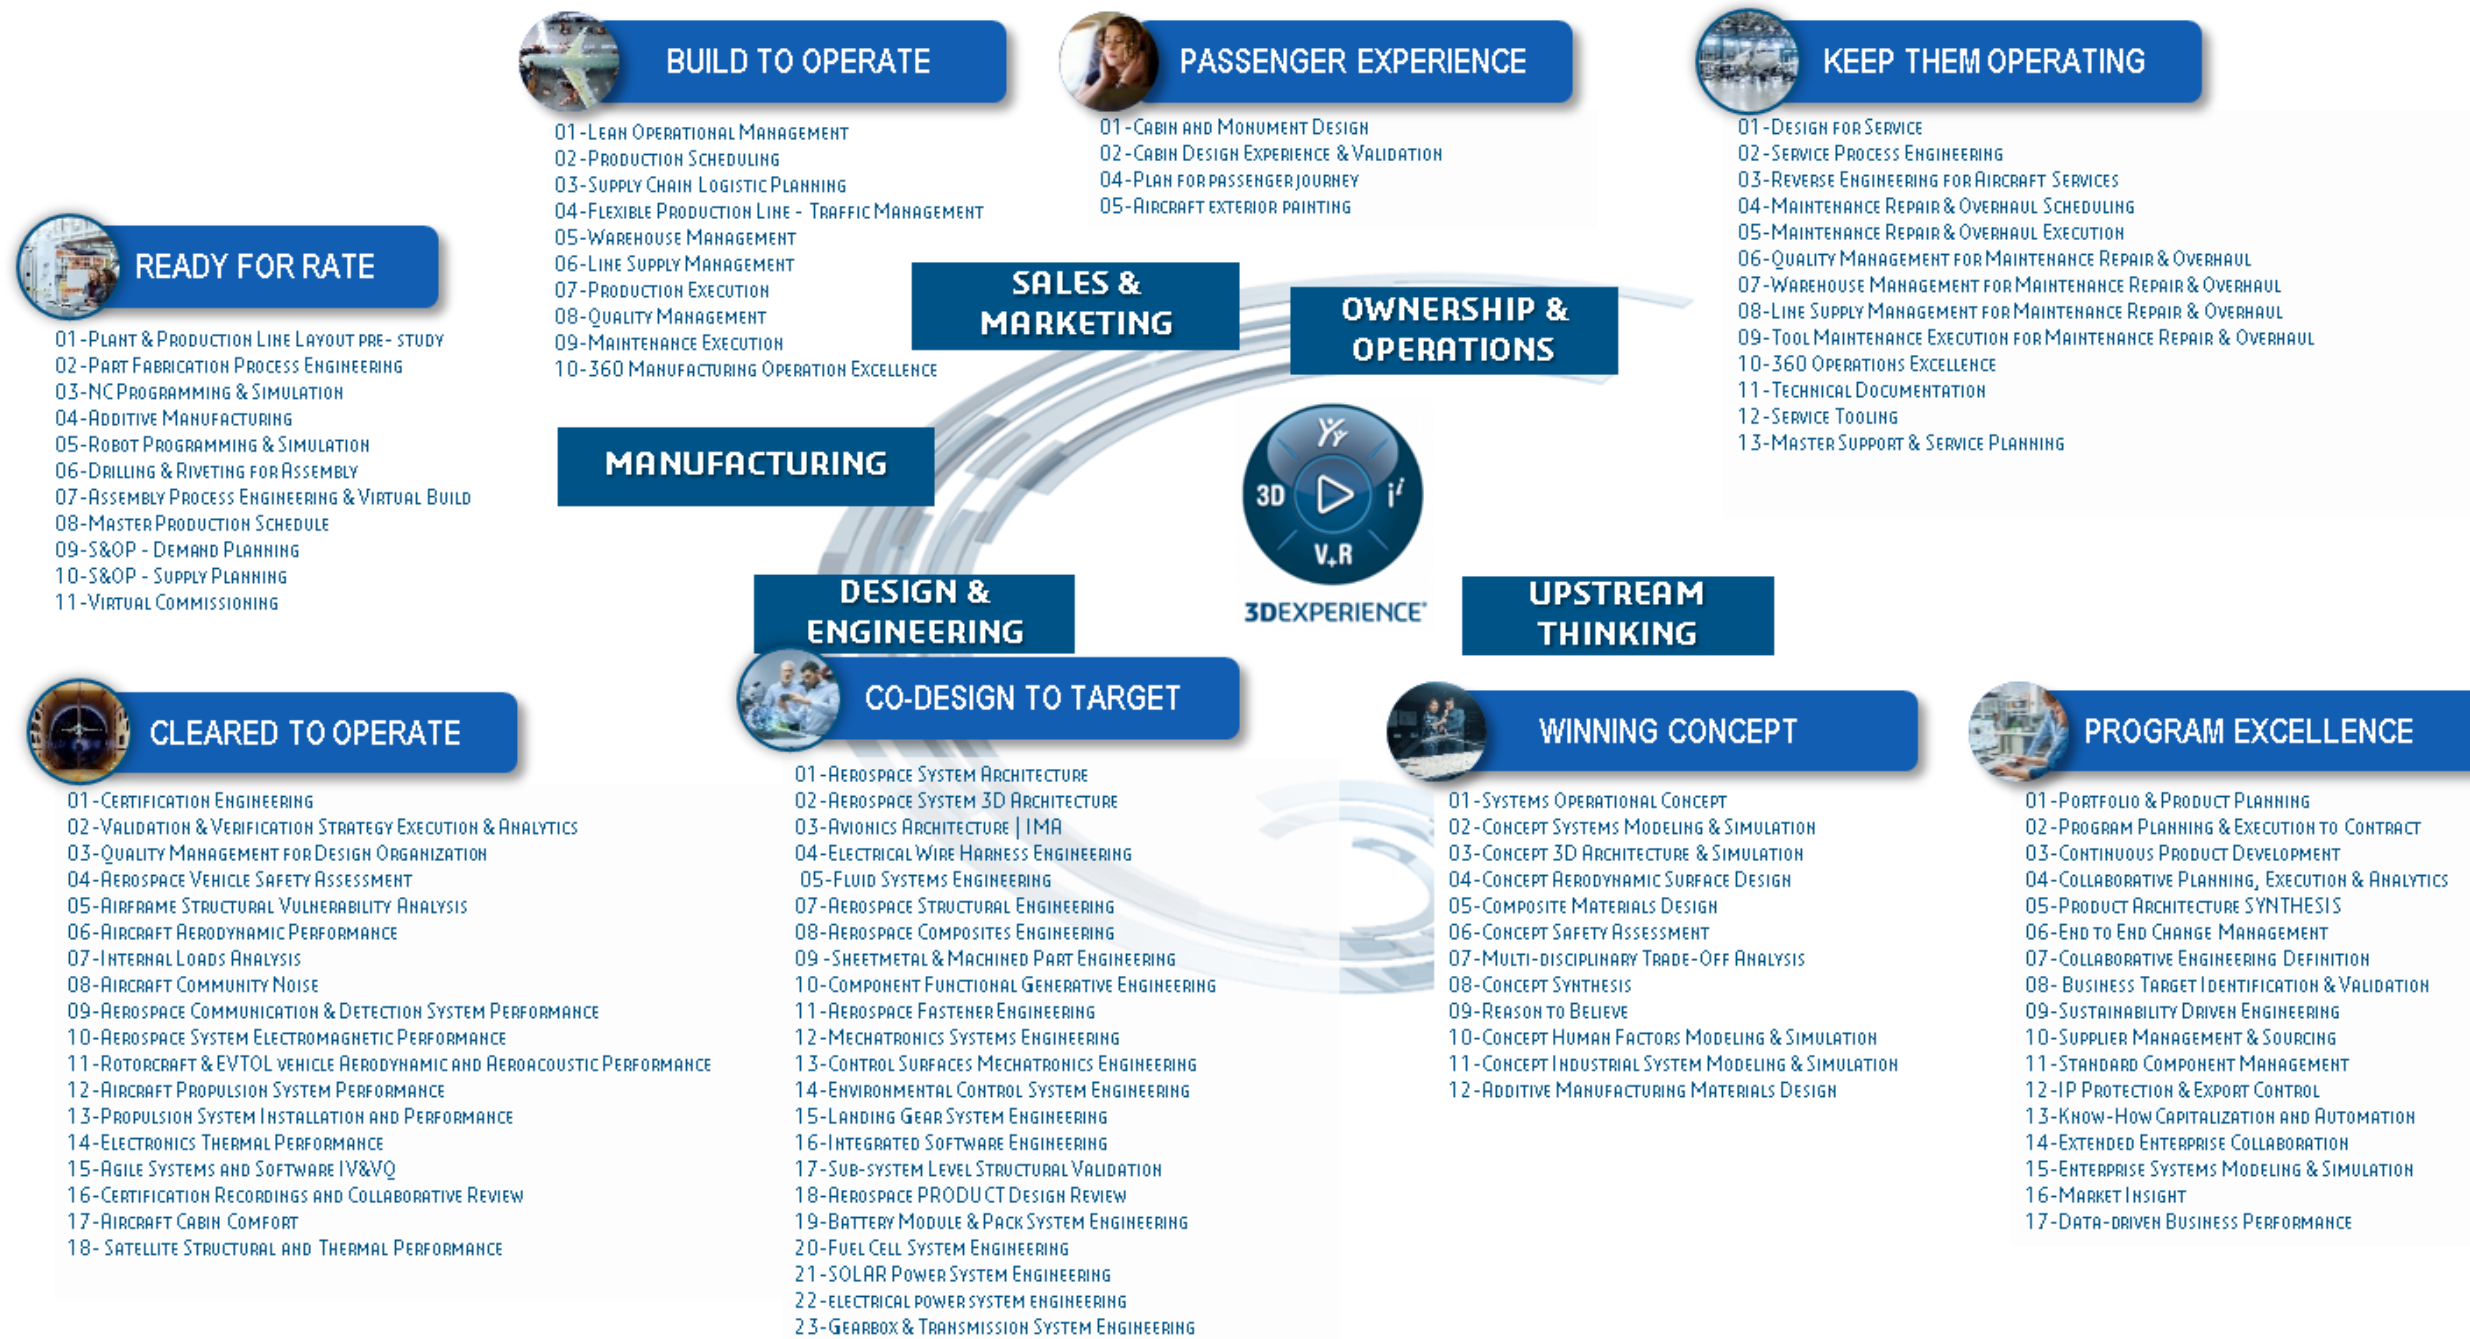 BUILD TO OPERATE
01-Lean Operational Management
02-Production Scheduling
03-Supply Chain Logistic Planning
04-Flexible Production Line - Traffic Management
05-Warehouse Management
06-Line Supply Management
07-Production Execution
08-Quality Management
09-Maintenance Execution
10-360 Manufacturing Operation Excellence
PASSENGER EXPERIENCE
01-Cabin and Monument Design
02-Cabin Design Experience & Validation
04-Plan for passenger journey
05-Aircraft exterior painting
KEEP THEM OPERATING
01-Design for Service
02-Service Process Engineering
03-Reverse Engineering for Aircraft Services
04-Maintenance Repair & Overhaul Scheduling
05-Maintenance Repair & Overhaul Execution
06-Quality Management for Maintenance Repair & Overhaul
07-Warehouse Management for Maintenance Repair & Overhaul
08-Line Supply Management for Maintenance Repair & Overhaul
09-Tool Maintenance Execution for Maintenance Repair & Overhaul
10-360 Operations Excellence
11-Technical Documentation
12-Service Tooling
13-Master Support & Service Planning
READY FOR RATE
01-Plant & Production Line Layout pre- study
02-Part Fabrication Process Engineering
03-NC Programming & Simulation
04-Additive Manufacturing
05-Robot Programming & Simulation
06-Drilling & Riveting for Assembly
07-Assembly Process Engineering & Virtual Build
08-Master Production Schedule
09-S&OP - Demand Planning
10-S&OP - Supply Planning
11-Virtual Commissioning
SALES &
MARKETING
OWNERSHIP &
OPERATIONS
MANUFACTURING
3D
i i
V+R
3DEXPERIENCE®
DESIGN &
ENGINEERING
UPSTREAM
THINKING
CLEARED TO OPERATE
01-Certification Engineering
02-Validation & Verification Strategy Execution & Analytics
03-Quality Management for Design Organization
04-Aerospace Vehicle Safety Assessment
05-Airframe Structural Vulnerability Analysis
06-Aircraft Aerodynamic Performance
07-Internal Loads Analysis
08-Aircraft Community Noise
09-Aerospace Communication & Detection System Performance
10-Aerospace System Electromagnetic Performance
11-Rotorcraft & EVTOL vehicle Aerodynamic and Aeroacoustic Performance
12-Aircraft Propulsion System Performance
13-Propulsion System Installation and Performance
14-Electronics Thermal Performance
15-Agile Systems and Software IV&VQ
16-Certification Recordings and Collaborative Review
17-Aircraft Cabin Comfort
18- Satellite Structural and Thermal Performance
CO-DESIGN TO TARGET
01-Aerospace System Architecture
02-Aerospace System 3D Architecture
03-Avionics Architecture | IMA
04-Electrical Wire Harness Engineering
05-Fluid Systems Engineering
07-Aerospace Structural Engineering
08-Aerospace Composites Engineering
09 -Sheetmetal & Machined Part Engineering
10-Component Functional Generative Engineering
11-Aerospace Fastener Engineering
12-Mechatronics Systems Engineering
13-Control Surfaces Mechatronics Engineering
14-Environmental Control System Engineering
15-Landing Gear System Engineering
16-Integrated Software Engineering
17-Sub-system Level Structural Validation
18-Aerospace PRODUCT Design Review
19-Battery Module & Pack System Engineering
20-Fuel Cell System Engineering
21-SOLAR Power System Engineering
22-electrical power system engineering
23-Gearbox & Transmission System Engineering
WINNING CONCEPT
01-Systems Operational Concept
02-Concept Systems Modeling & Simulation
03-Concept 3D Architecture & Simulation
04-Concept Aerodynamic Surface Design
05-Composite Materials Design
06-Concept Safety Assessment
07-Multi-disciplinary Trade-Off Analysis
08-Concept Synthesis
09-Reason to Believe
10-Concept Human Factors Modeling & Simulation
11-Concept Industrial System Modeling & Simulation
12-Additive Manufacturing Materials Design
PROGRAM EXCELLENCE
01-Portfolio & Product Planning
02-Program Planning & Execution to Contract
03-Continuous Product Development
04-Collaborative Planning, Execution & Analytics
05-Product Architecture SYNTHESIS
06-End to End Change Management
07-Collaborative Engineering Definition
08- Business Target Identification & Validation
09-Sustainability Driven Engineering
10-Supplier Management & Sourcing
11-Standard Component Management
12-IP Protection & Export Control
13-Know-How Capitalization and Automation
14-Extended Enterprise Collaboration
15-Enterprise Systems Modeling & Simulation
16-Market Insight
17-Data-driven Business Performance